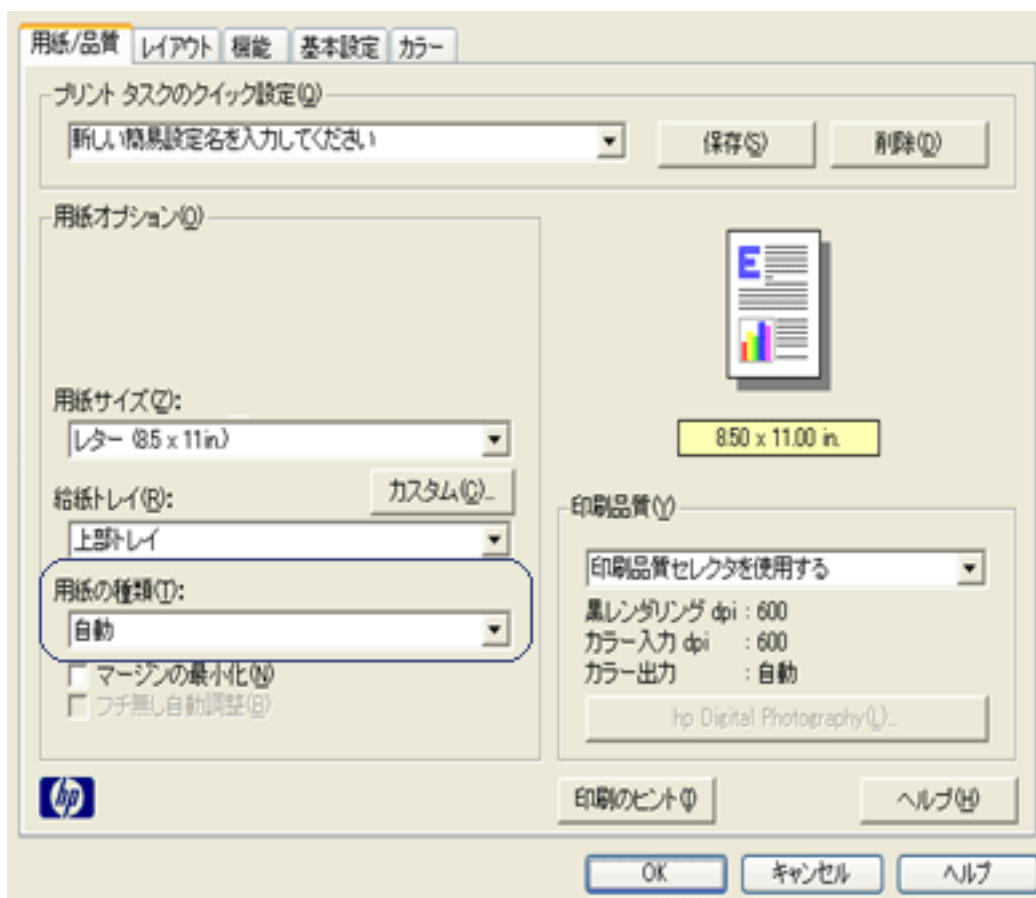 用紙/品質 レイアウト 機能 基本設定 カラー
プリント タスクのクイック設定(Q)
新しい簡易設定名を入力してください 保存(S) 削除(D)
用紙オプション(O)
E
用紙サイズ(Z):
レター (8.5 x 11 in.) 8.50 x 11.00 in.
カスタム(C)...
給紙トレイ(R):
印刷品質(Y)
上部トレイ
印刷品質セレクタを使用する
用紙の種類(T):
黒レンダリング dpi : 600
自動
カラー入力 dpi : 600
マージンの最小化(N) カラー出力 : 自動
フチ無し自動調整(B)
hp Digital Photography(L)...
hp 印刷のヒント(I) ヘルプ(H)
OK キャンセル ヘルプ